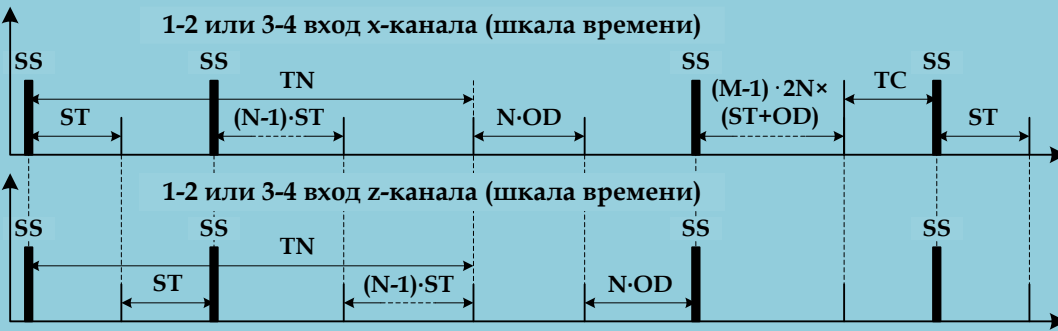 1-2 или 3-4 вход x-канала (шкала времени)
SS SS SS SS
TN (M-1)·2N× TC
ST (N-1)·ST N·OD (ST+OD) ST
1-2 или 3-4 вход z-канала (шкала времени)
SS SS SS SS
TN
ST (N-1)·ST N·OD